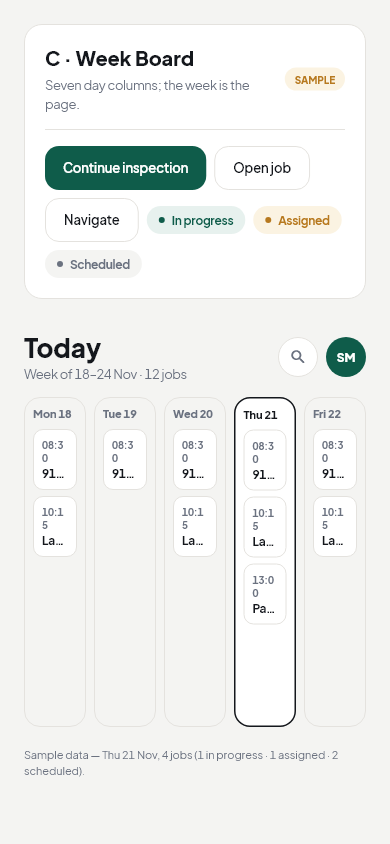 C · Week Board
Seven day columns; the week is the
page.
SAMPLE
Continue inspection
Open job
Navigate
In progress
Assigned
Scheduled
Today
Week of 18–24 Nov · 12 jobs
SM
Mon 18
08:3
0
91...
10:1
5
La...
Tue 19
08:3
0
91...
Wed 20
08:3
0
91...
10:1
5
La...
Thu 21
08:3
0
91...
10:1
5
La...
13:0
0
Pa...
Fri 22
08:3
0
91...
10:1
5
La...
Sample data — Thu 21 Nov, 4 jobs (1 in progress · 1 assigned · 2
scheduled).